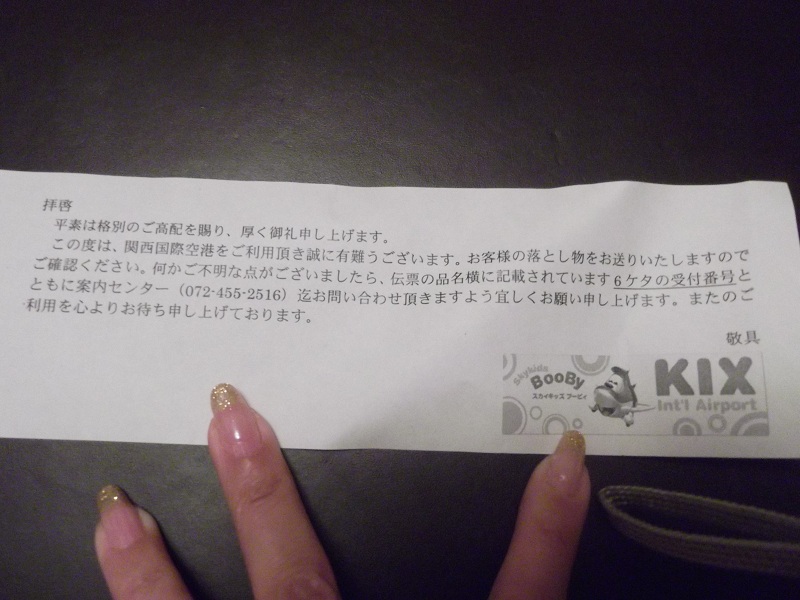 拝啓
平素は格別のご高配を賜り、厚く御礼申し上げます。
この度は、関西国際空港をご利用頂き誠に有難うございます。お客様の落とし物をお送りいたしますので
ご確認ください。何かご不明な点がございましたら、伝票の品名横に記載されています6ケタの受付番号と
ともに案内センター（072-455-2516）迄お問い合わせ頂きますよう宜しくお願い申し上げます。またのご
利用を心よりお待ち申し上げております。
敬具
Skykids
BooBy
スカイキッズ ブービィ
KIX
Int'l Airport